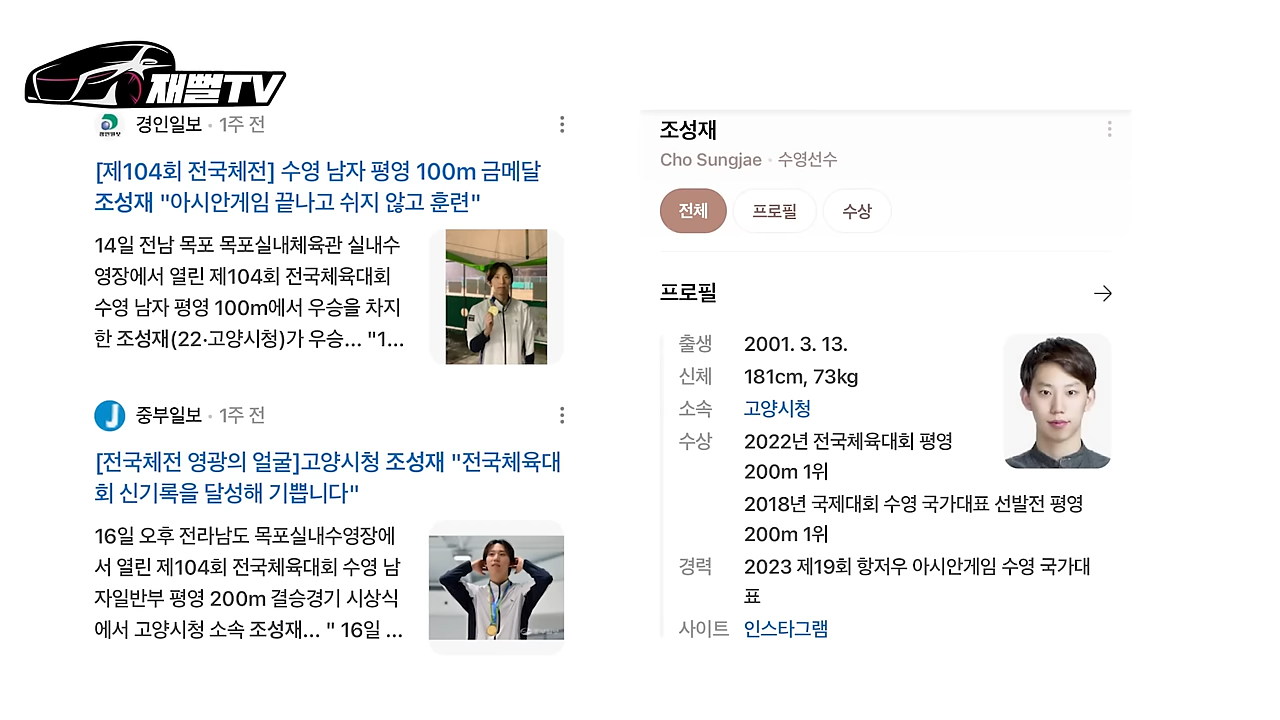 재뻘TV
경인일보 · 1주 전
[제104회 전국체전] 수영 남자 평영 100m 금메달
조성재 "아시안게임 끝나고 쉬지 않고 훈련"
14일 전남 목포 목포실내체육관 실내수
영장에서 열린 제104회 전국체육대회
수영 남자 평영 100m에서 우승을 차지
한 조성재(22·고양시청)가 우승... "1...
중부일보 · 1주 전
[전국체전 영광의 얼굴]고양시청 조성재 "전국체육대
회 신기록을 달성해 기쁩니다"
16일 오후 전라남도 목포실내수영장에
서 열린 제104회 전국체육대회 수영 남
자일반부 평영 200m 결승경기 시상식
에서 고양시청 소속 조성재... " 16일 ...
조성재
Cho Sungjae · 수영선수
전체 프로필 수상
프로필
출생 2001. 3. 13.
신체 181cm, 73kg
소속 고양시청
수상 2022년 전국체육대회 평영
200m 1위
2018년 국제대회 수영 국가대표 선발전 평영
200m 1위
경력 2023 제19회 항저우 아시안게임 수영 국가대
표
사이트 인스타그램